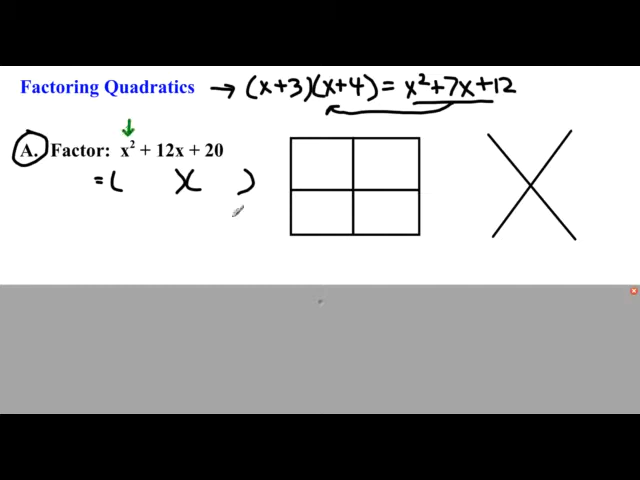 Factoring Quadratics → (x+3)(x+4) = x²+7x+12
A. Factor: x² + 12x + 20
= (      )(      )